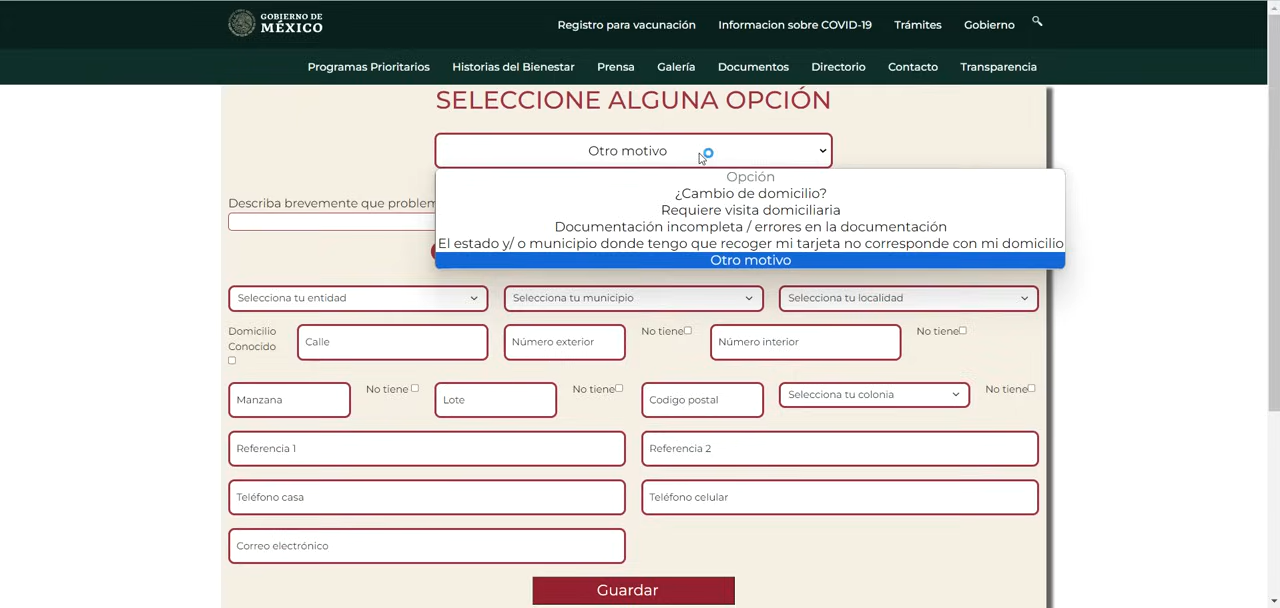 GOBIERNO DE
MÉXICO
Registro para vacunación
Informacion sobre COVID-19
Trámites
Gobierno
Programas Prioritarios
Historias del Bienestar
Prensa
Galería
Documentos
Directorio
Contacto
Transparencia
SELECCIONE ALGUNA OPCIÓN
Otro motivo
Opción
¿Cambio de domicilio?
Requiere visita domiciliaria
Documentación incompleta / errores en la documentación
El estado y/ o municipio donde tengo que recoger mi tarjeta no corresponde con mi domicilio
Otro motivo
Describa brevemente que
Selecciona tu entidad
Selecciona tu municipio
Selecciona tu localidad
Domicilio
Conocido
Calle
Número exterior
No tiene
Número interior
No tiene
Manzana
No tiene
Lote
No tiene
Codigo postal
Selecciona tu colonia
No tiene
Referencia 1
Referencia 2
Teléfono casa
Teléfono celular
Correo electrónico
Guardar